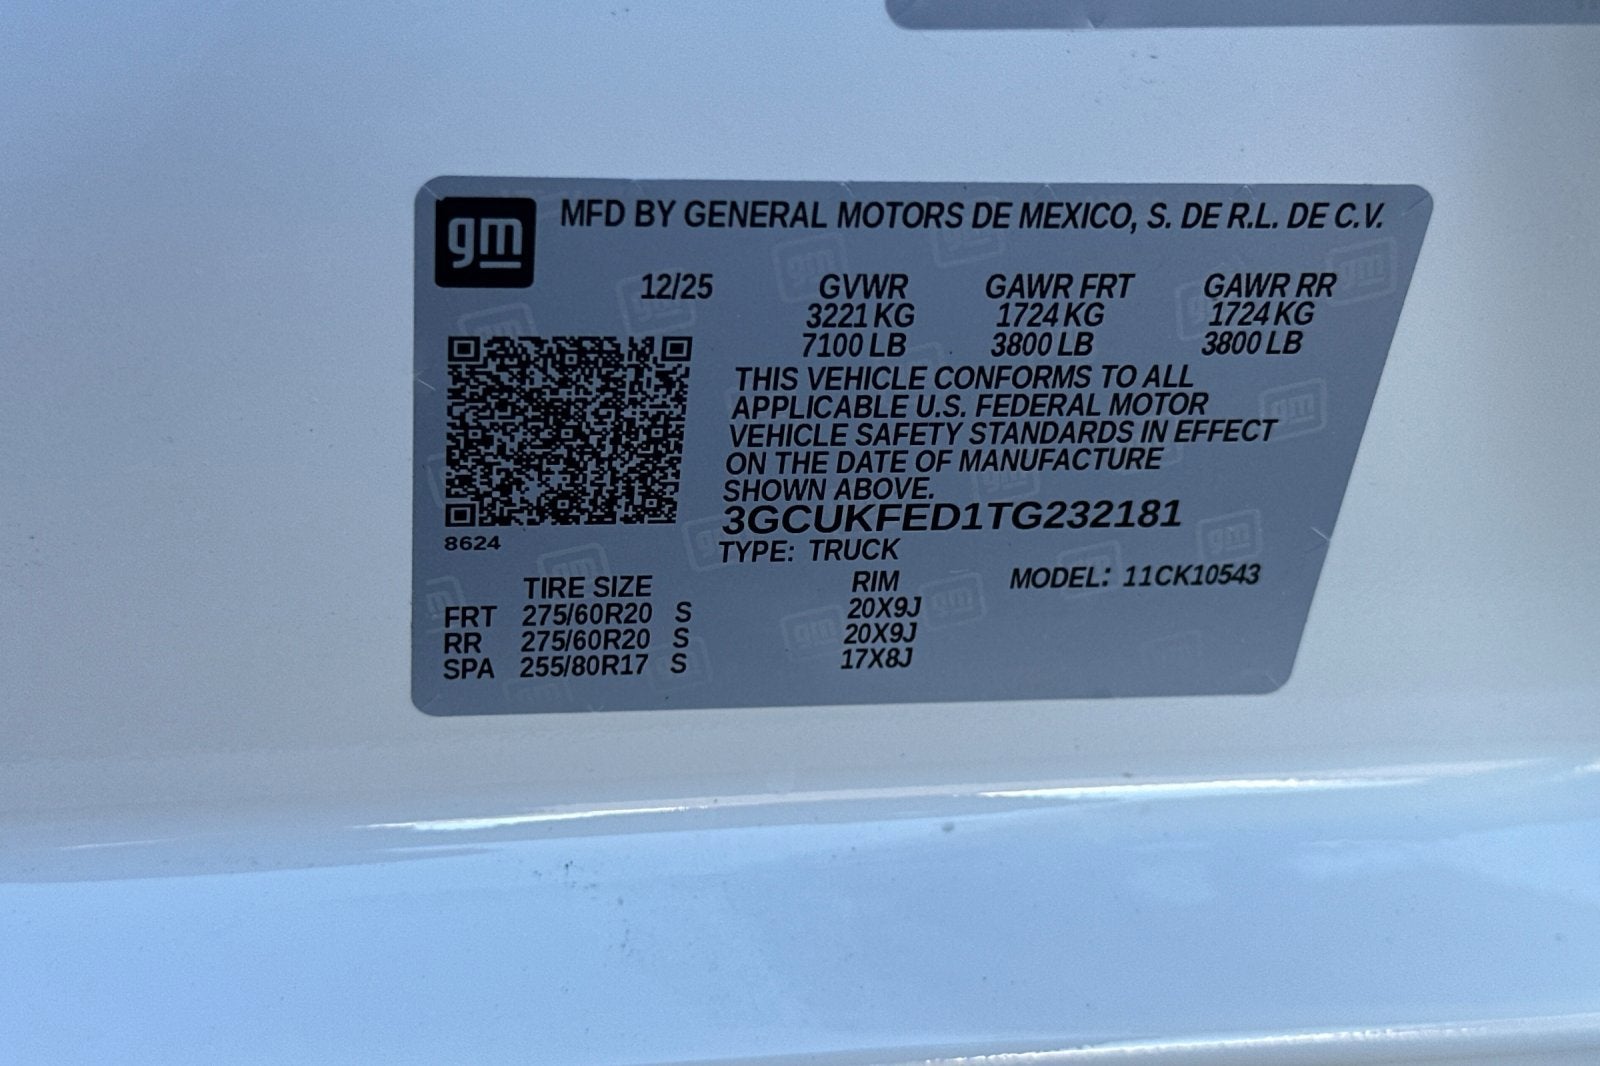 gm MFD BY GENERAL MOTORS DE MEXICO, S. DE R.L. DE C.V.
12/25 GVWR GAWR FRT GAWR RR
3221 KG 1724 KG 1724 KG
7100 LB 3800 LB 3800 LB
THIS VEHICLE CONFORMS TO ALL
APPLICABLE U.S. FEDERAL MOTOR
VEHICLE SAFETY STANDARDS IN EFFECT
ON THE DATE OF MANUFACTURE
SHOWN ABOVE.
3GCUKFED1TG232181
8624
TYPE: TRUCK
TIRE SIZE RIM MODEL: 11CK10543
FRT 275/60R20 S 20X9J
RR 275/60R20 S 20X9J
SPA 255/80R17 S 17X8J